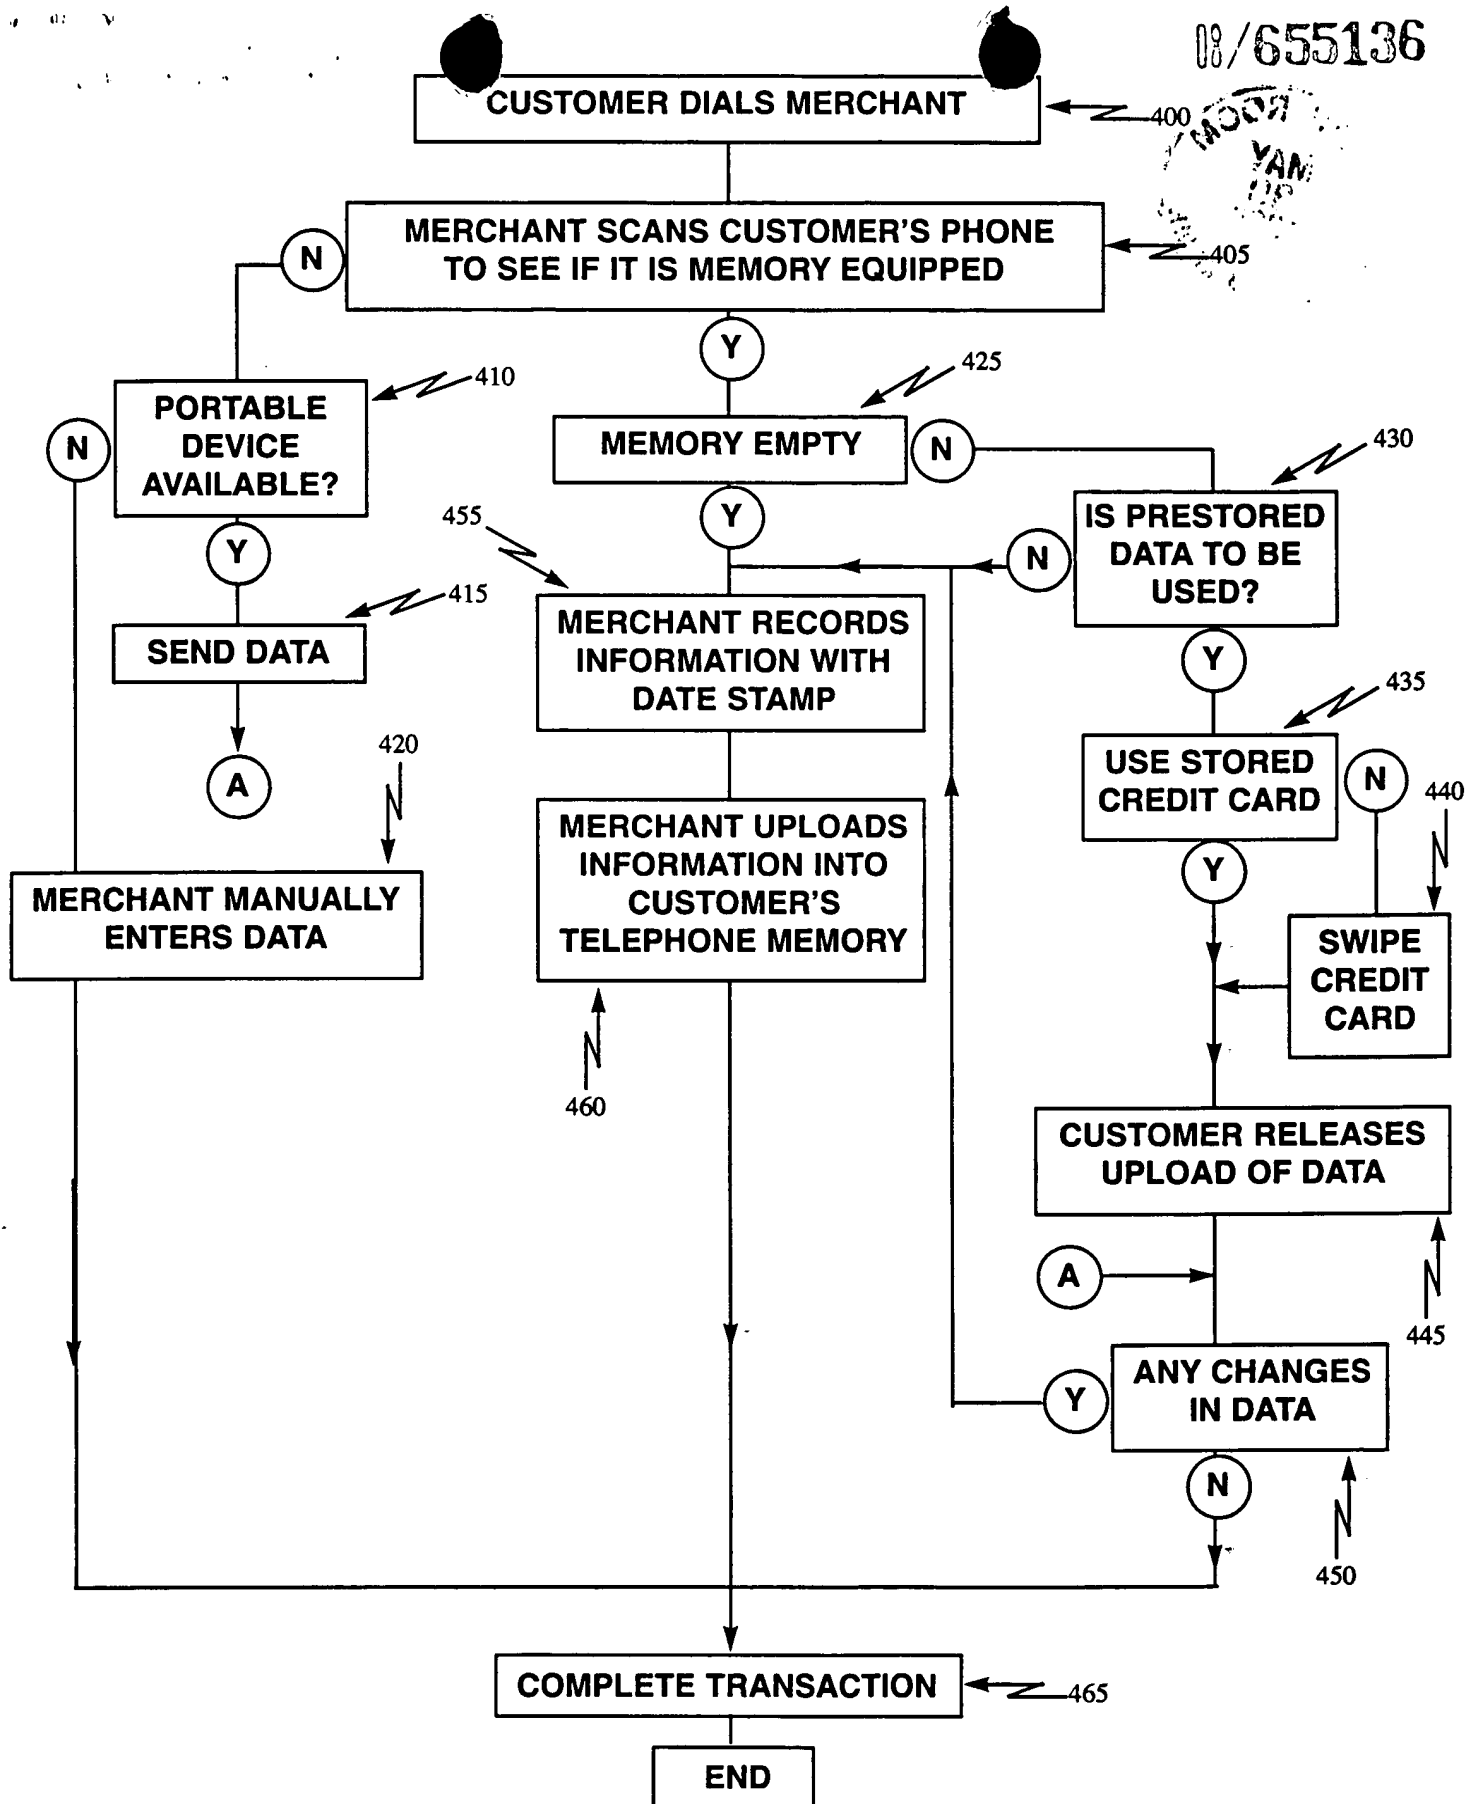 08/655136
CUSTOMER DIALS MERCHANT
400
MERCHANT SCANS CUSTOMER'S PHONE
TO SEE IF IT IS MEMORY EQUIPPED
405
N
Y
410
PORTABLE
DEVICE
AVAILABLE?
N
Y
425
MEMORY EMPTY
N
Y
430
IS PRESTORED
DATA TO BE
USED?
N
Y
415
SEND DATA
A
455
MERCHANT RECORDS
INFORMATION WITH
DATE STAMP
435
USE STORED
CREDIT CARD
N
Y
420
MERCHANT MANUALLY
ENTERS DATA
MERCHANT UPLOADS
INFORMATION INTO
CUSTOMER'S
TELEPHONE MEMORY
460
440
SWIPE
CREDIT
CARD
CUSTOMER RELEASES
UPLOAD OF DATA
445
A
ANY CHANGES
IN DATA
Y
N
450
COMPLETE TRANSACTION
465
END